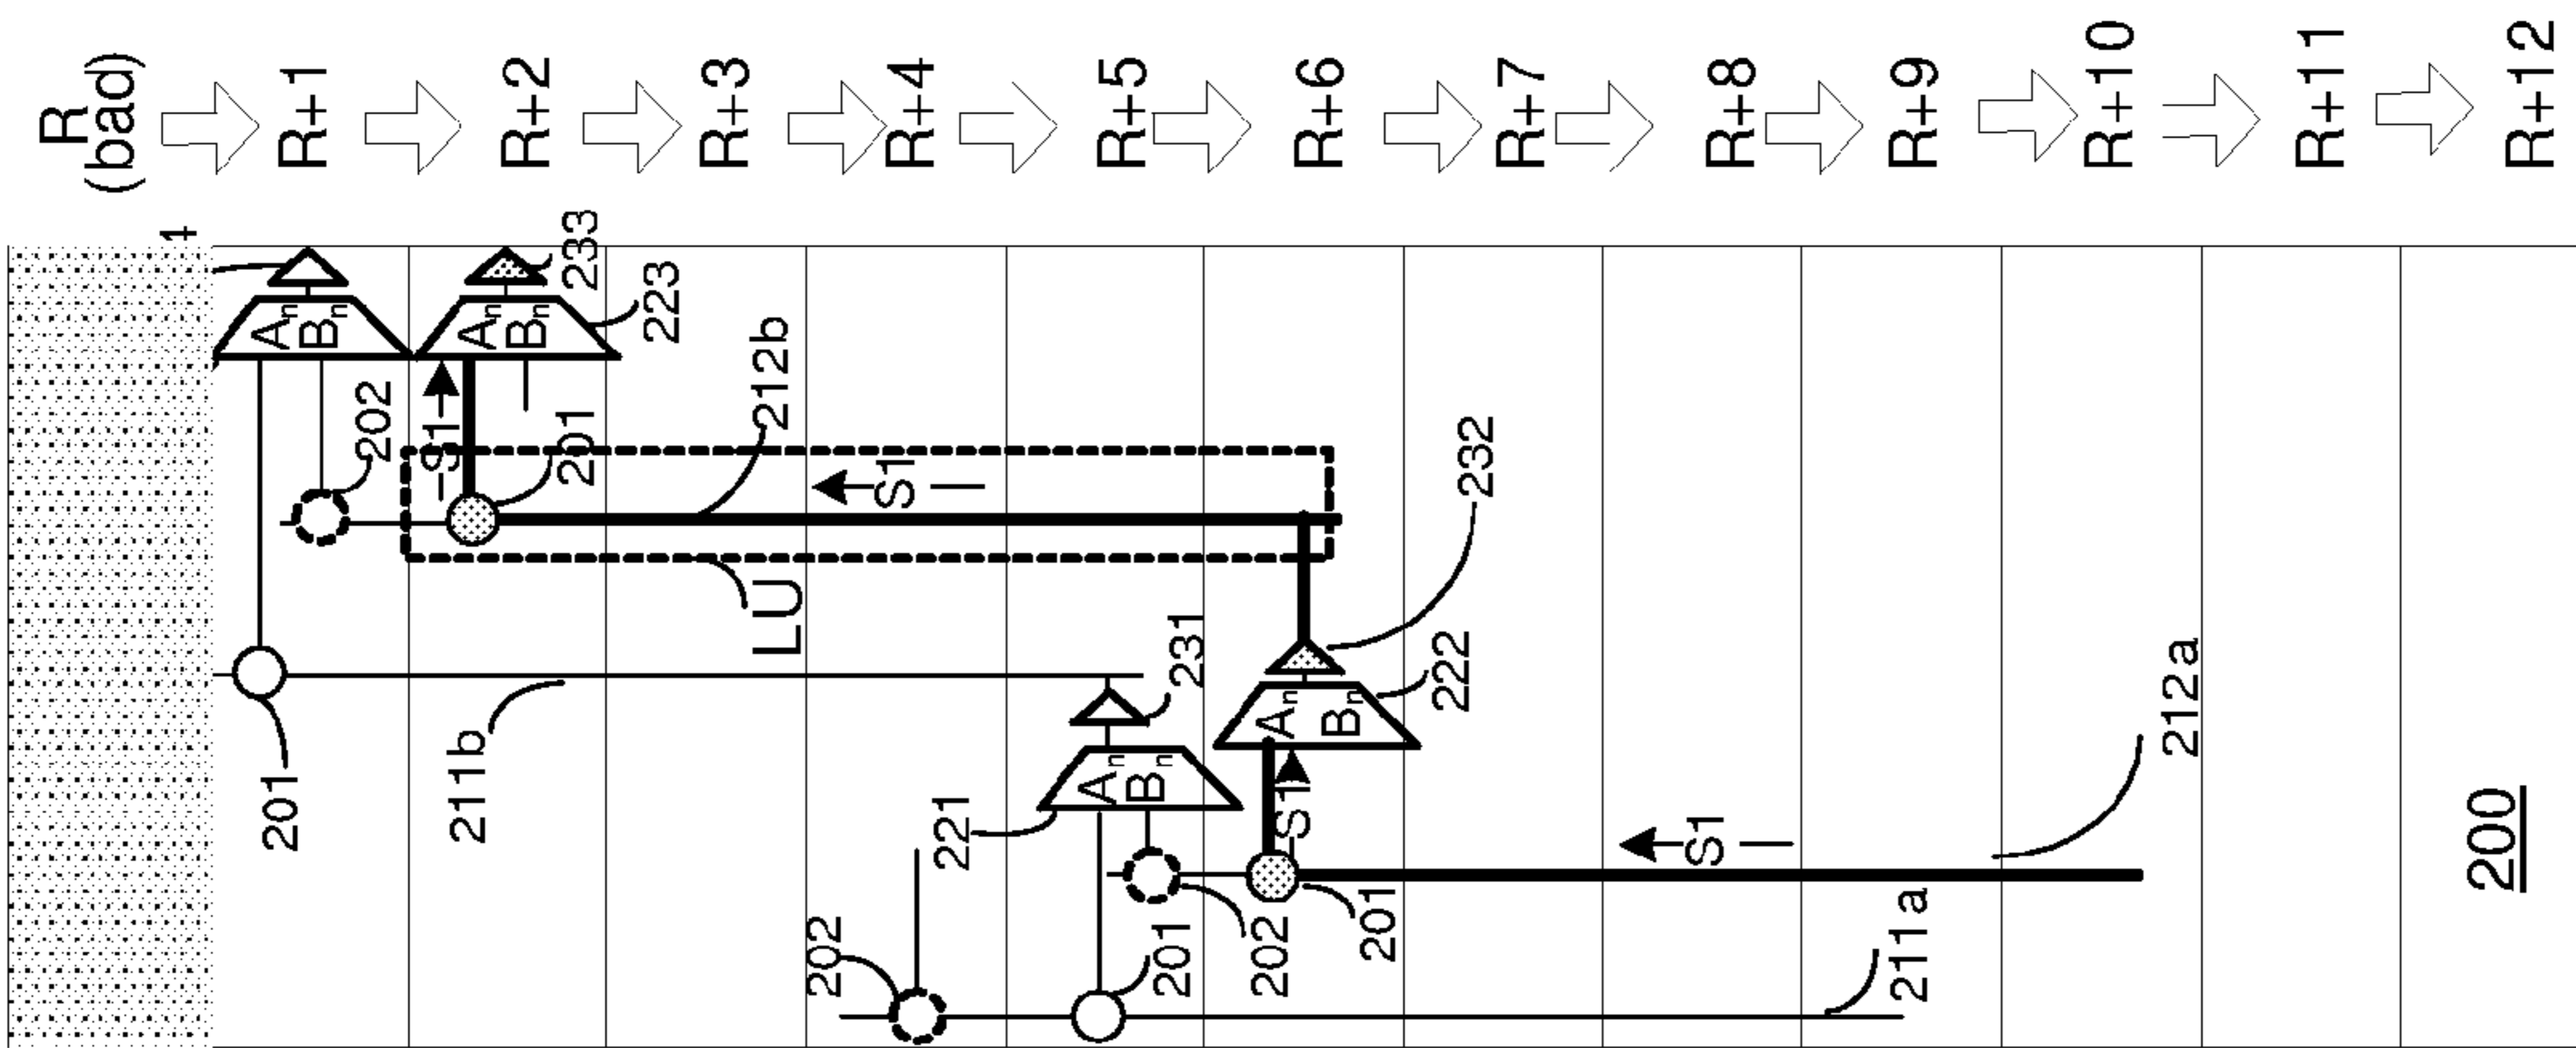 R
(bad)
R+1
R+2
R+3
R+4
R+5
R+6
R+7
R+8
R+9
R+10
R+11
R+12
An
Bn
An
Bn
233
223
202
S1
201
212b
S1
232
LU
201
211b
231
An
Bn
222
221
An
Bn
S1
S1
212a
202
201
202
201
211a
200